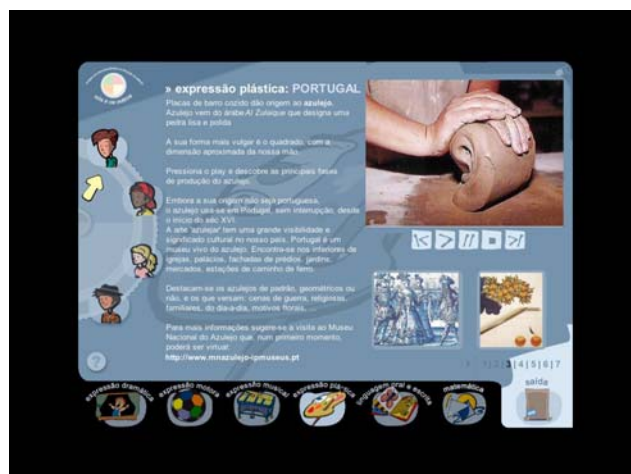 » expressão plástica: PORTUGAL
Placas de barro cozido dão origem ao azulejo.
Azulejo vem do árabe Al Zulaique que designa uma
pedra lisa e polida
A sua forma mais vulgar é o quadrado, com a
dimensão aproximada da nossa mão.
Pressiona o play e descobre as principais fases
de produção do azulejo.
Embora a sua origem não seja portuguesa,
o azulejo usa-se em Portugal, sem interrupção, desde
o início do séc XVI.
A arte 'azulejar' tem uma grande visibilidade e
significado cultural no nosso país. Portugal é um
museu vivo do azulejo. Encontra-se nos interiores de
igrejas, palácios, fachadas de prédios, jardins,
mercados, estações de caminho de ferro.
Destacam-se os azulejos de padrão, geométricos ou
não, e os que versam: cenas de guerra, religiosas,
familiares, do dia-a-dia, motivos florais.
Para mais informações sugere-se a visita ao Museu
Nacional do Azulejo que, num primeiro momento,
poderá ser virtual:
http://www.mnazulejo-ipmuseus.pt
?
|1|2|3|4|5|6|7
expressão dramática
expressão motora
expressão musical
expressão plástica
linguagem oral e escrita
matemática
saída